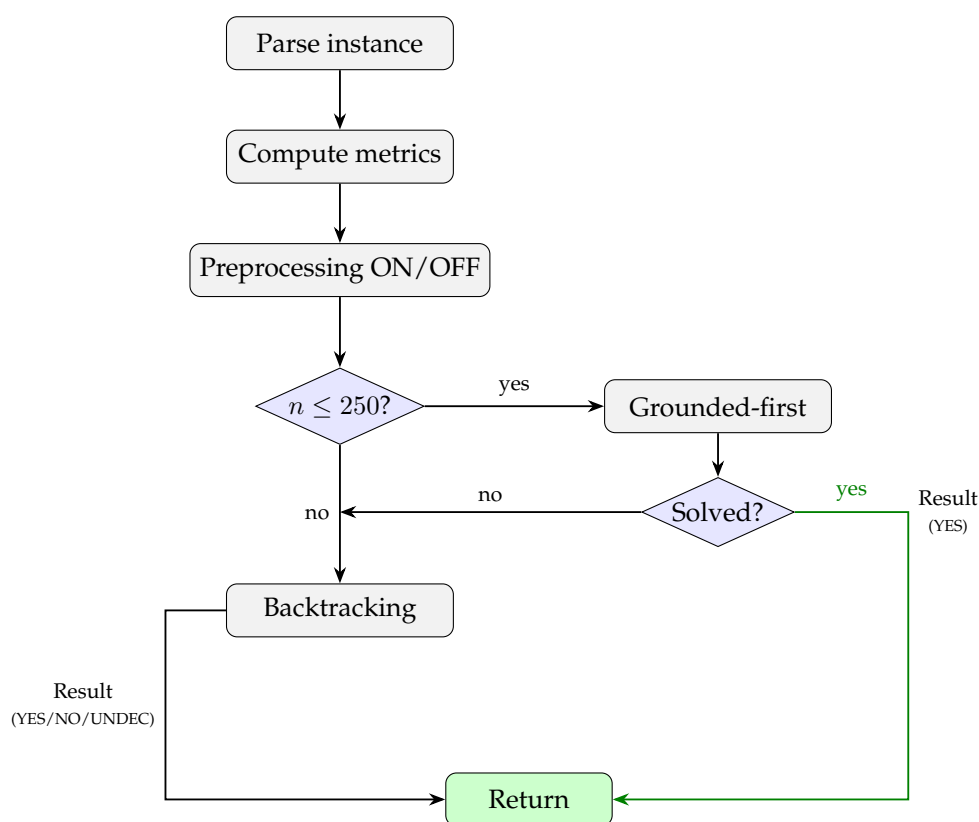 Parse instance
Compute metrics
Preprocessing ON/OFF
n ≤ 250?
yes
Grounded-first
no
no
Solved?
yes
Result
(YES)
Backtracking
Result
(YES/NO/UNDEC)
Return